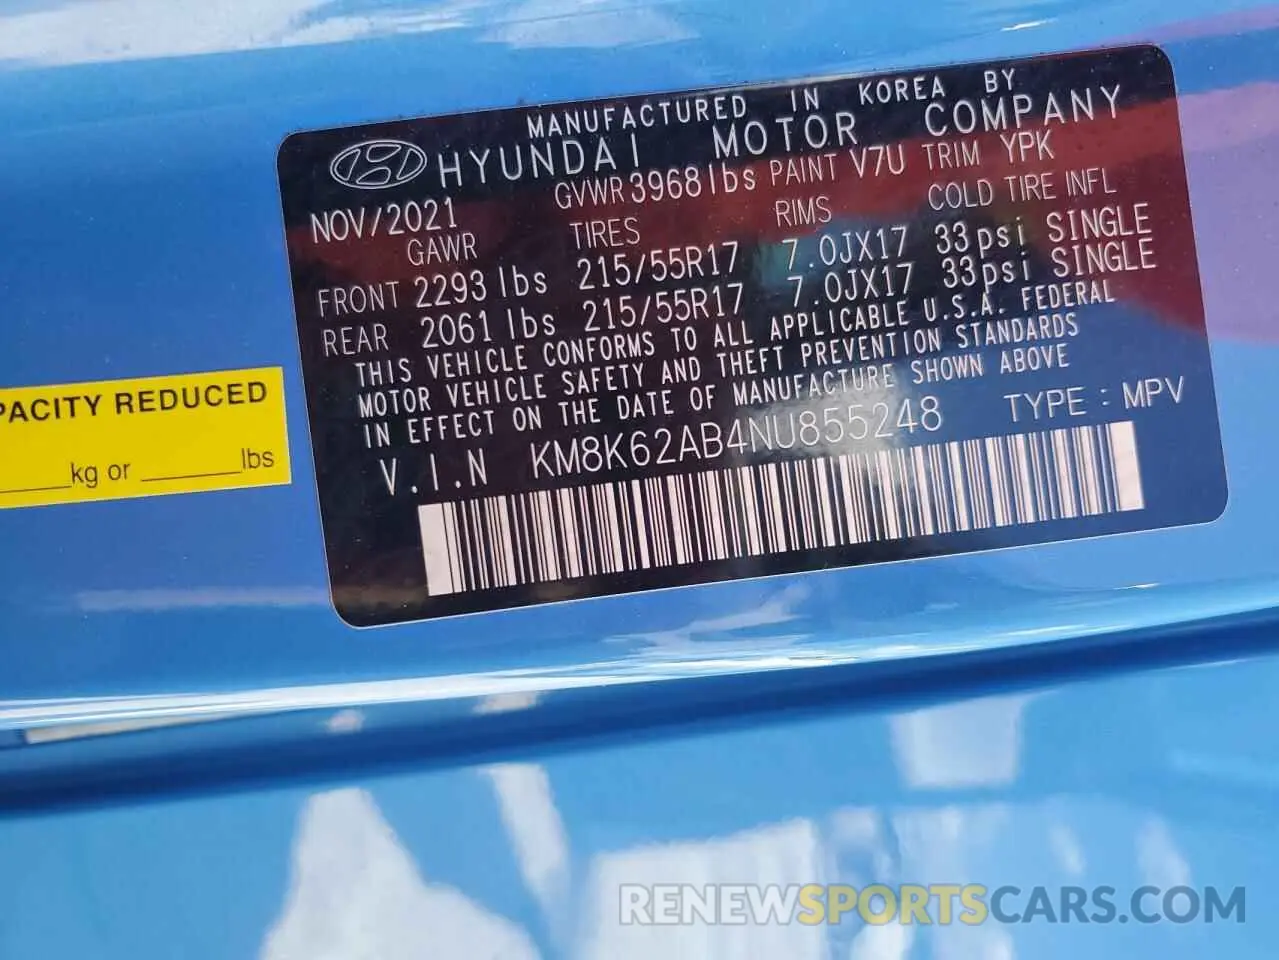 MANUFACTURED IN KOREA BY
HYUNDAI MOTOR COMPANY
NOV/2021 GVWR 3968 lbs PAINT V7U TRIM YPK
GAWR TIRES RIMS COLD TIRE INFL
FRONT 2293 lbs 215/55R17 7.0JX17 33psi SINGLE
REAR 2061 lbs 215/55R17 7.0JX17 33psi SINGLE
THIS VEHICLE CONFORMS TO ALL APPLICABLE U.S.A. FEDERAL
MOTOR VEHICLE SAFETY AND THEFT PREVENTION STANDARDS
IN EFFECT ON THE DATE OF MANUFACTURE SHOWN ABOVE
V.I.N KM8K62AB4NU855248 TYPE : MPV
PACITY REDUCED
____kg or ______lbs
RENEWSPORTSCARS.COM